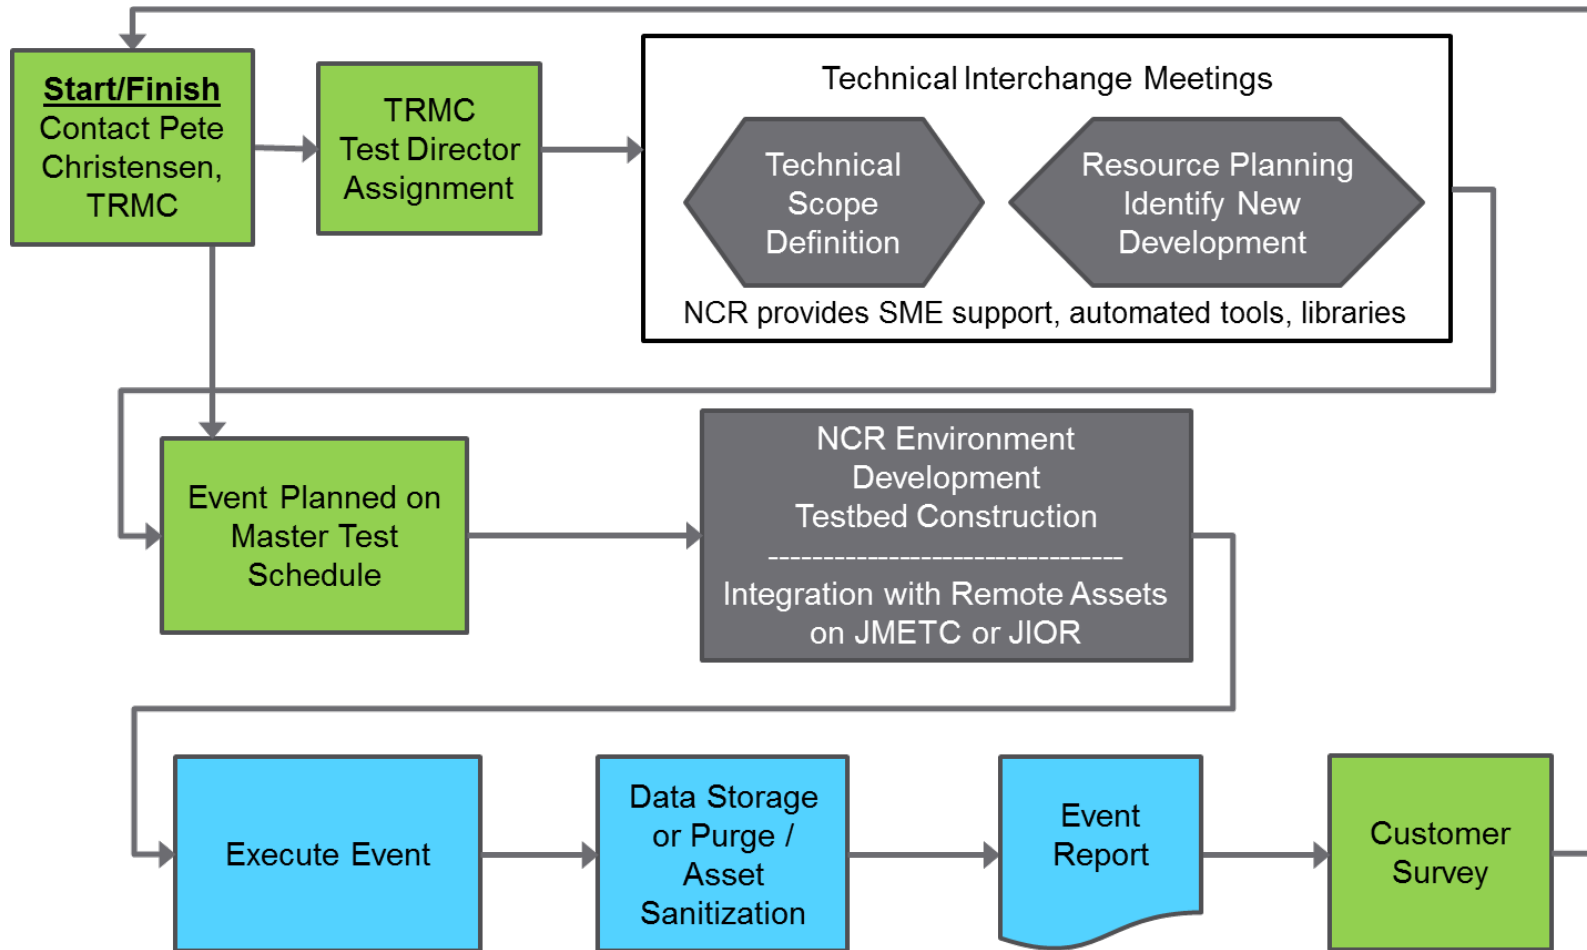 Start/Finish
Contact Pete
Christensen,
TRMC
TRMC
Test Director
Assignment
Technical Interchange Meetings
Technical
Scope
Definition
Resource Planning
Identify New
Development
NCR provides SME support, automated tools, libraries
Event Planned on
Master Test
Schedule
NCR Environment
Development
Testbed Construction
--------------------------------
Integration with Remote Assets
on JMETC or JIOR
Execute Event
Data Storage
or Purge /
Asset
Sanitization
Event
Report
Customer
Survey